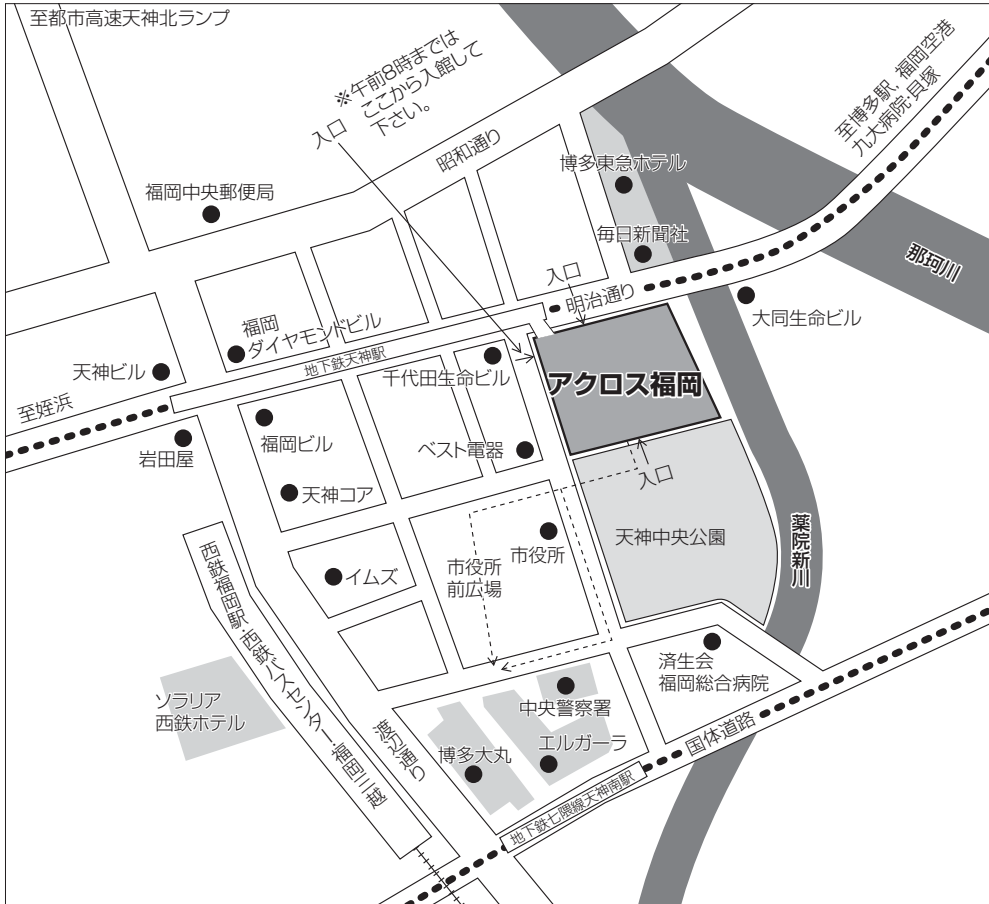 至都市高速天神北ランプ
※午前8時までは
ここから入館して
下さい。
入口
昭和通り
至博多駅, 福岡空港
九大病院・貝塚
博多東急ホテル
福岡中央郵便局
毎日新聞社
那珂川
入口
明治通り
大同生命ビル
福岡
ダイヤモンドビル
地下鉄天神駅
天神ビル
千代田生命ビル
アクロス福岡
至姪浜
岩田屋
福岡ビル
ベスト電器
入口
天神コア
天神中央公園
薬院新川
市役所
イムズ
市役所
前広場
西鉄福岡駅・西鉄バスセンター・福岡三越
済生会
福岡総合病院
ソラリア
西鉄ホテル
中央警察署
渡辺通り
博多大丸
エルガーラ
国体道路
地下鉄七隈線天神南駅